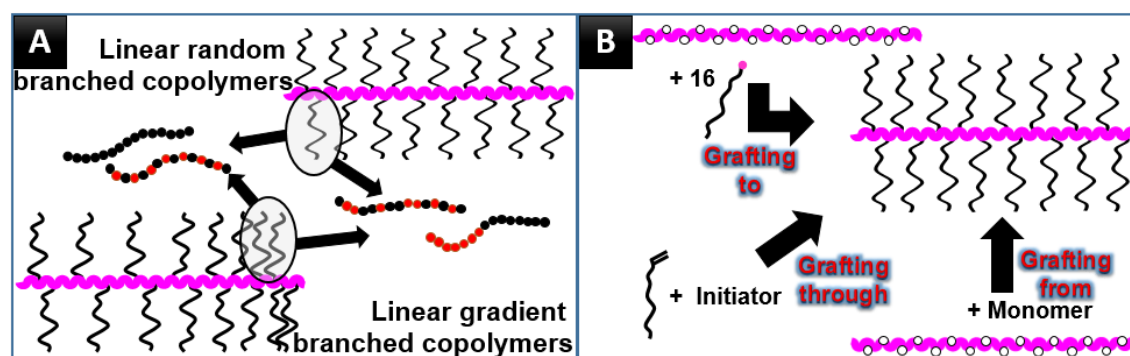 A
Linear random
branched copolymers
Linear gradient
branched copolymers
B
+ 16
Grafting
to
Grafting
through
+ Initiator
Grafting
from
+ Monomer